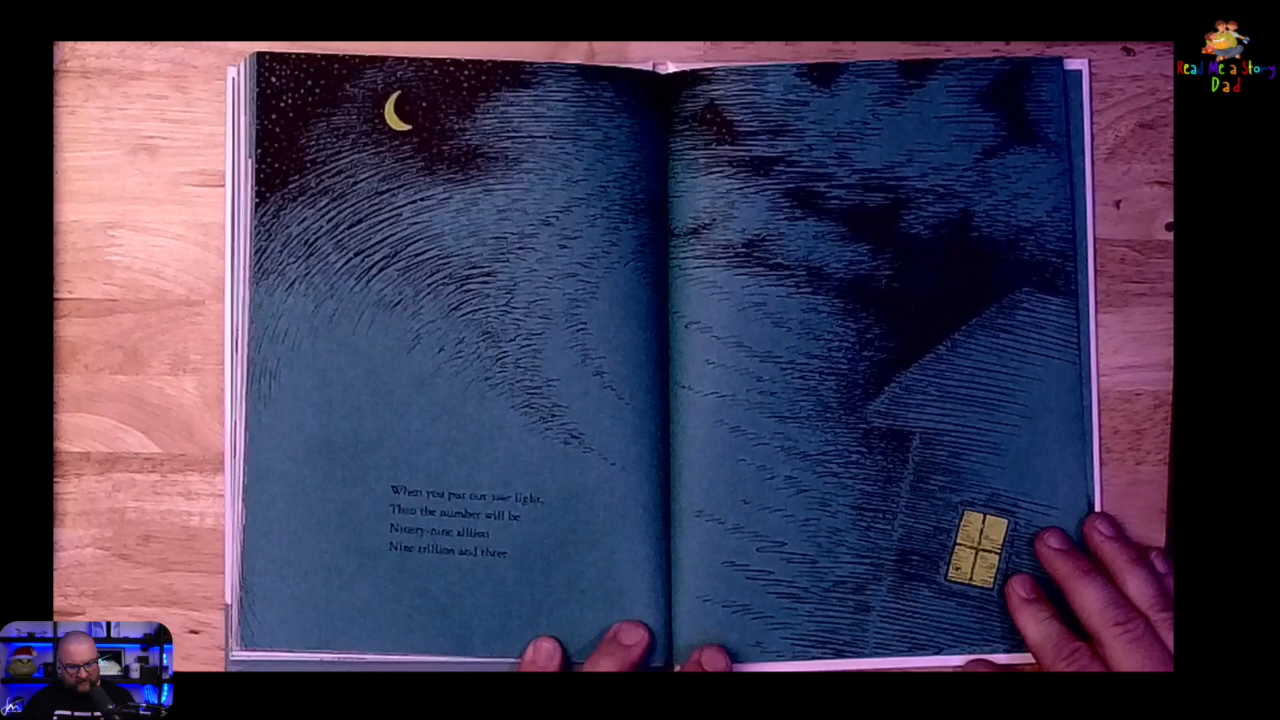 Read Me a Story
Dad
When you put out your light,
Then the number will be
Ninety-nine zillion
Nine trillion and three